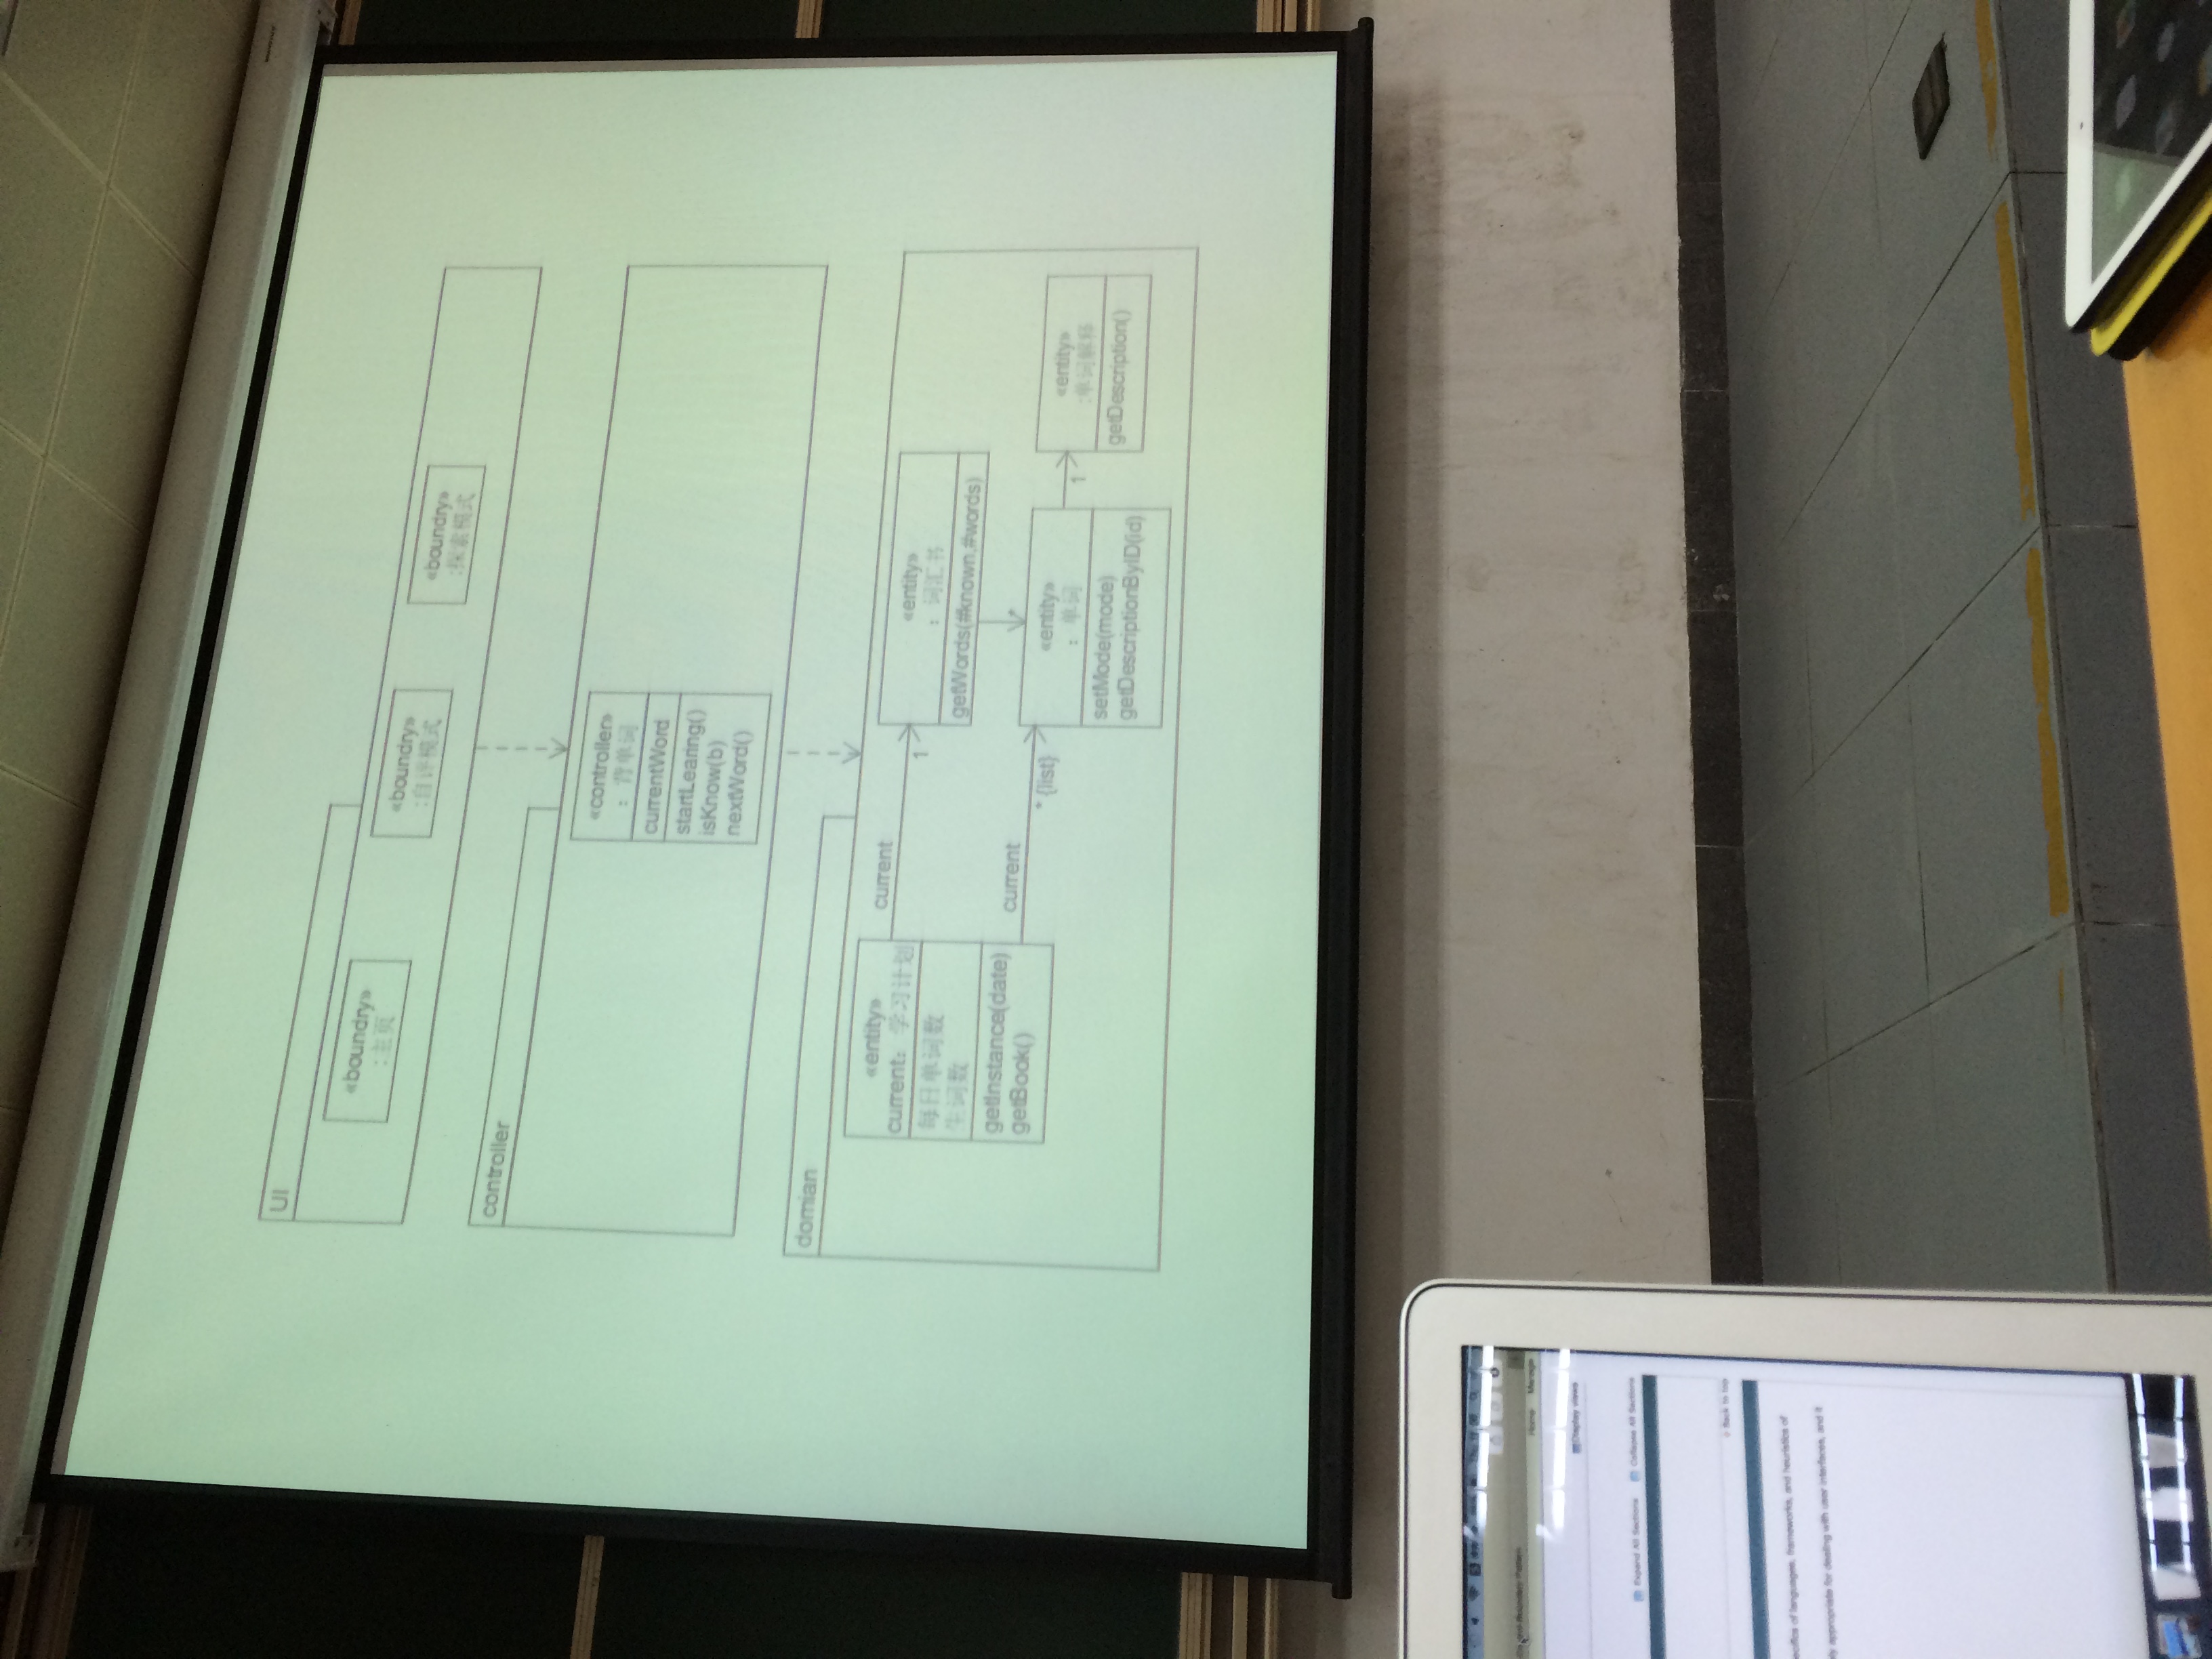 UI
«boundry»
:主页
«boundry»
:自评模式
«boundry»
:探索模式
controller
«controller»
：背单词
currentWord
startLearing()
isKnow(b)
nextWord()
domian
«entity»
current：学习计划
每日单词数
生词数
getInstance(date)
getBook()
current
1
«entity»
：词汇书
getWords(#known,#words)
current
* {list}
*
«entity»
：单词
setMode(mode)
getDescriptionByID(id)
1
«entity»
:单词解释
getDescription()
Boundary Pattern
Home Manage
Display views
Expand All Sections Collapse All Sections
Back to top
of languages, frameworks, and heuristics of
appropriate for dealing with user interfaces, and it